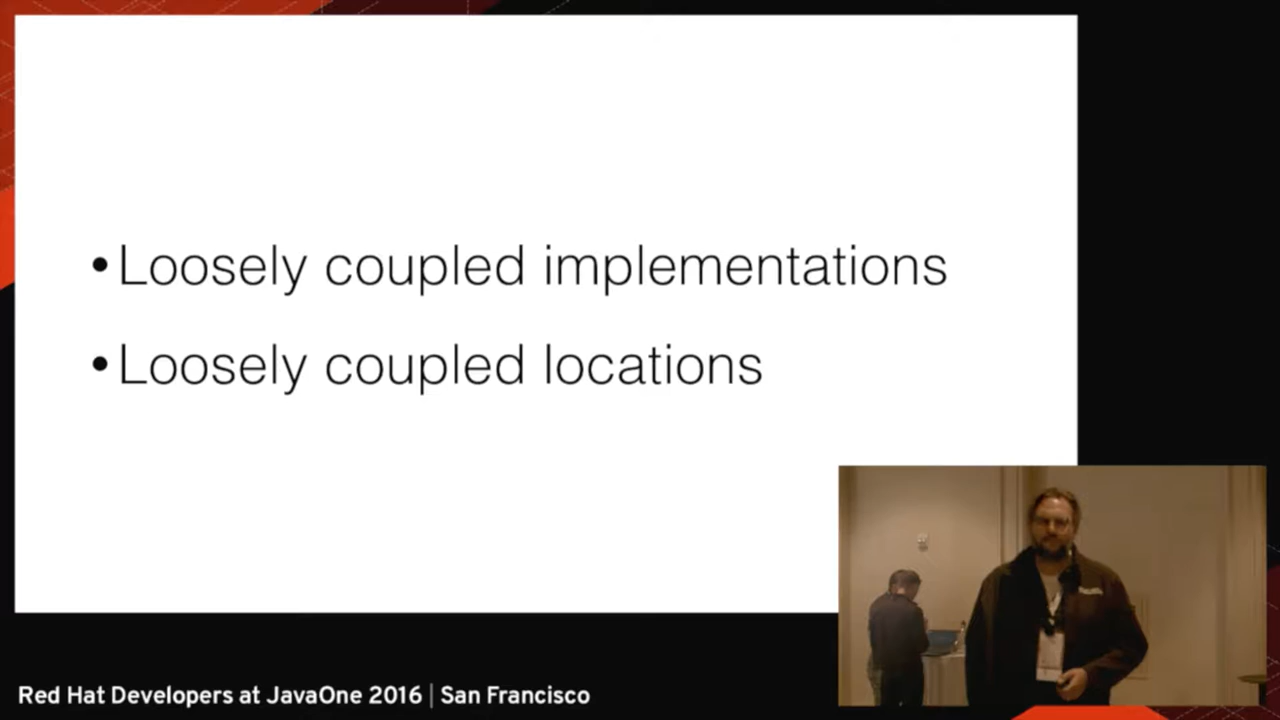 • Loosely coupled implementations
• Loosely coupled locations
Red Hat Developers at JavaOne 2016 | San Francisco